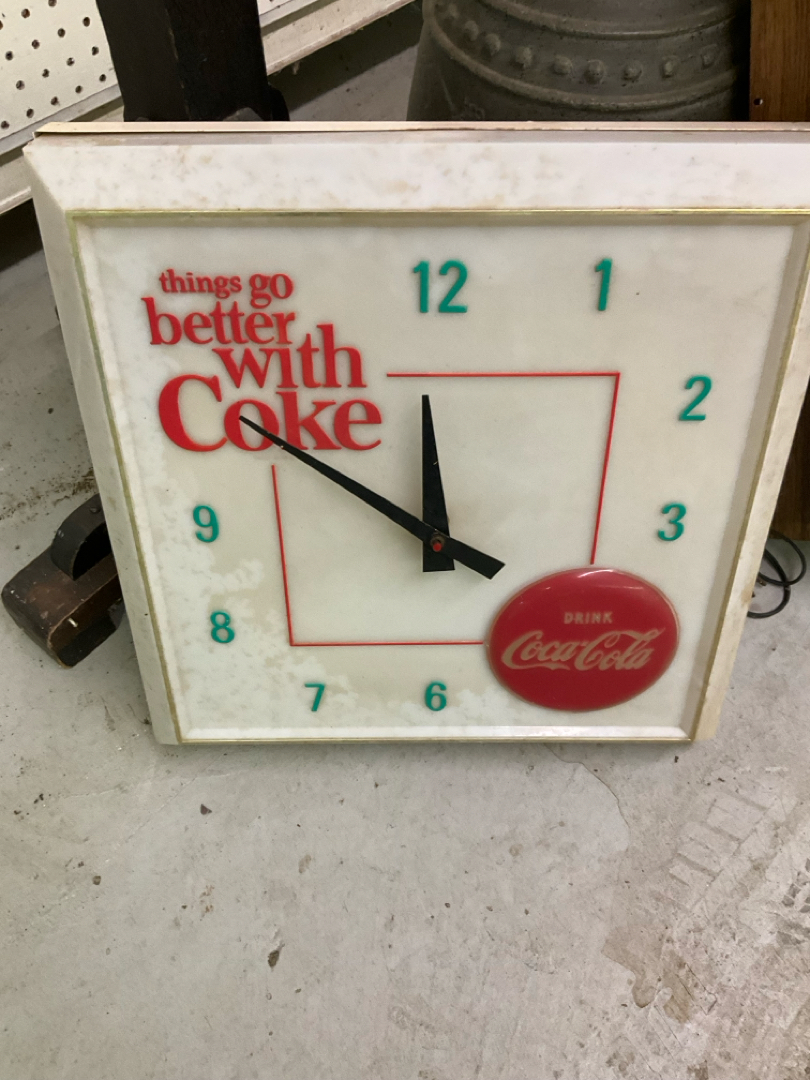 things go
better
with
Coke
12
1
2
3
9
8
7
6
DRINK
Coca-Cola